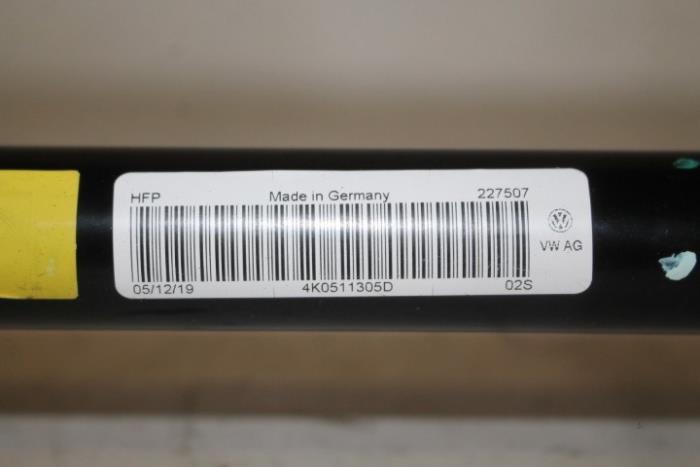 HFP Made in Germany 227507
VW AG
05/12/19 4K0511305D 02S